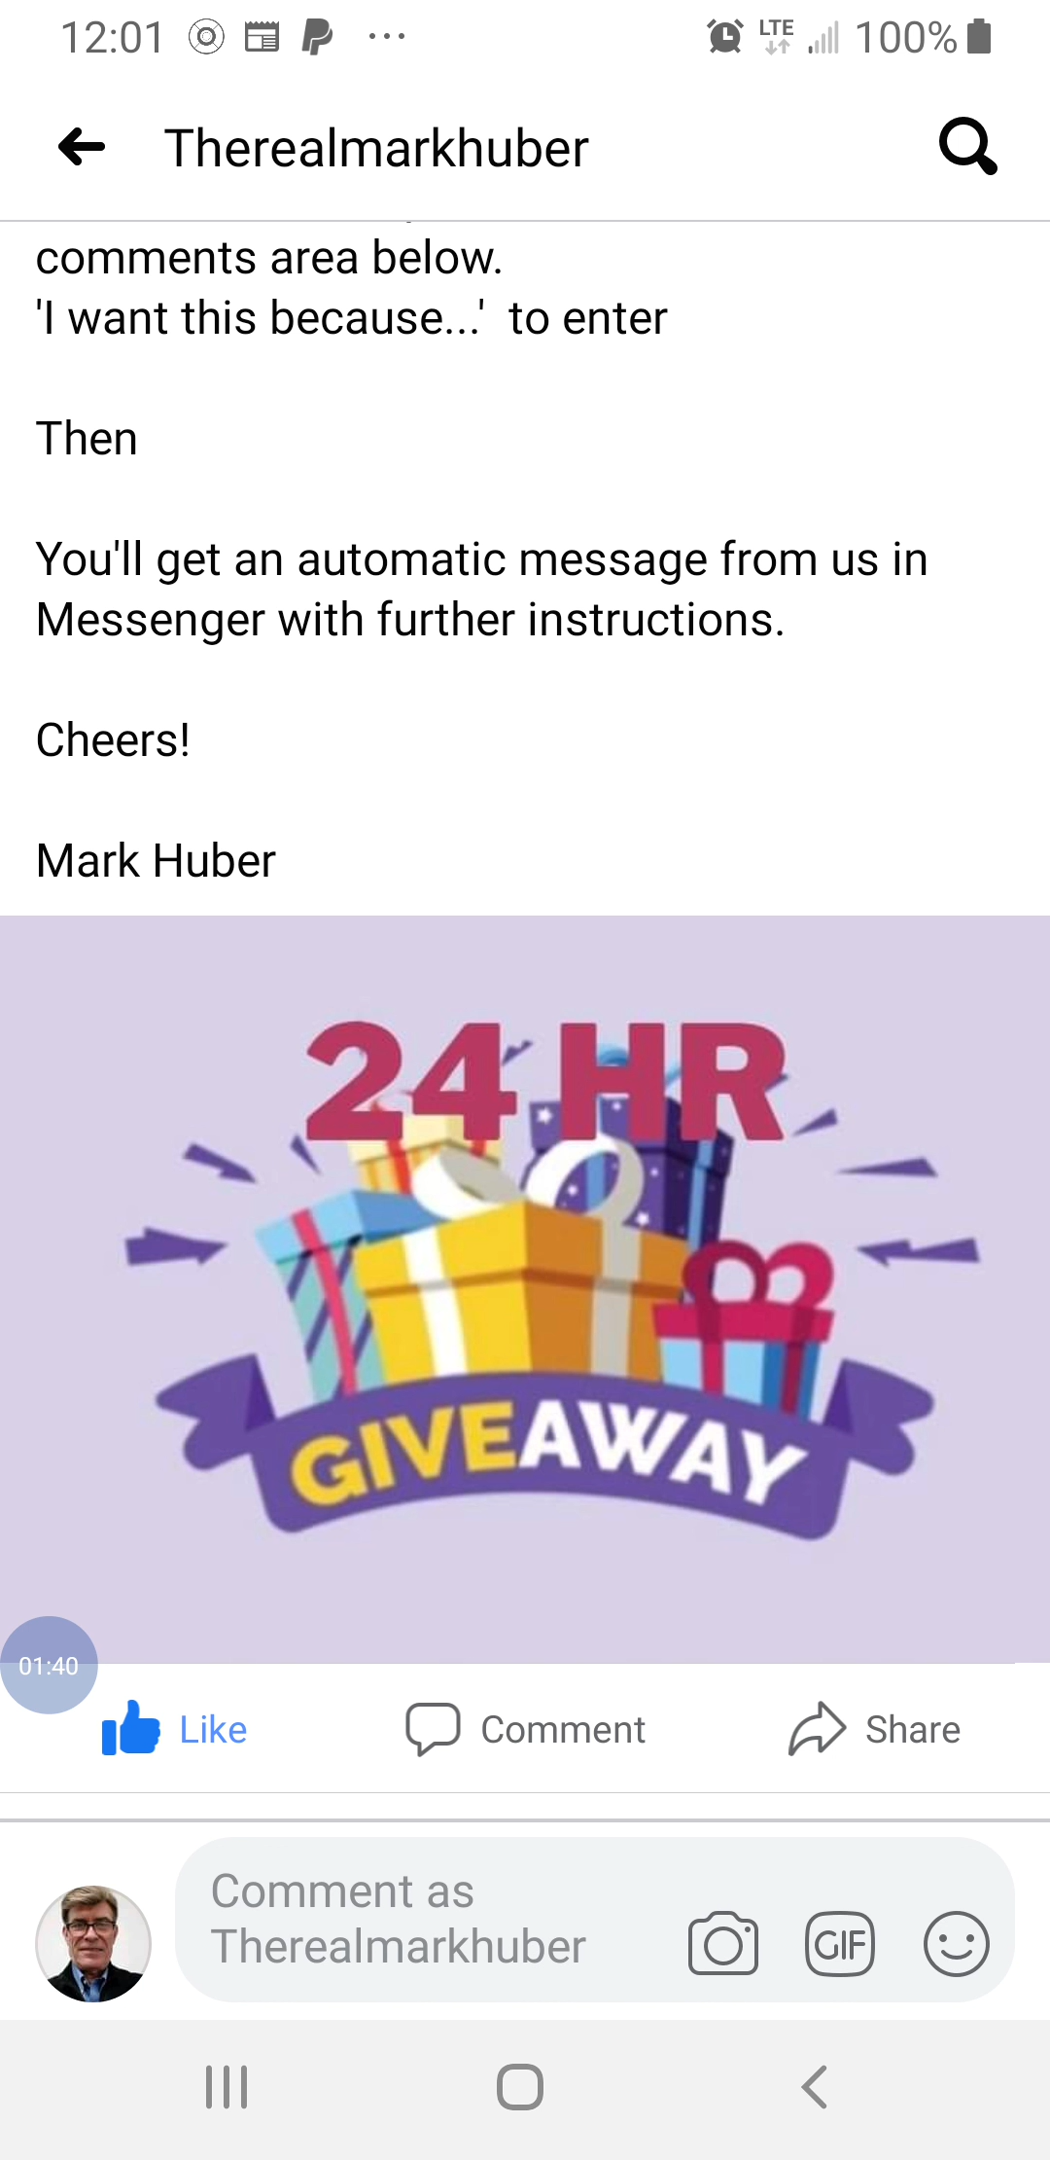 12:01 LTE 100%
Therealmarkhuber
comments area below.
'I want this because...' to enter
Then
You'll get an automatic message from us in
Messenger with further instructions.
Cheers!
Mark Huber
24 HR
GIVEAWAY
01:40
Like Comment Share
Comment as
Therealmarkhuber
GIF